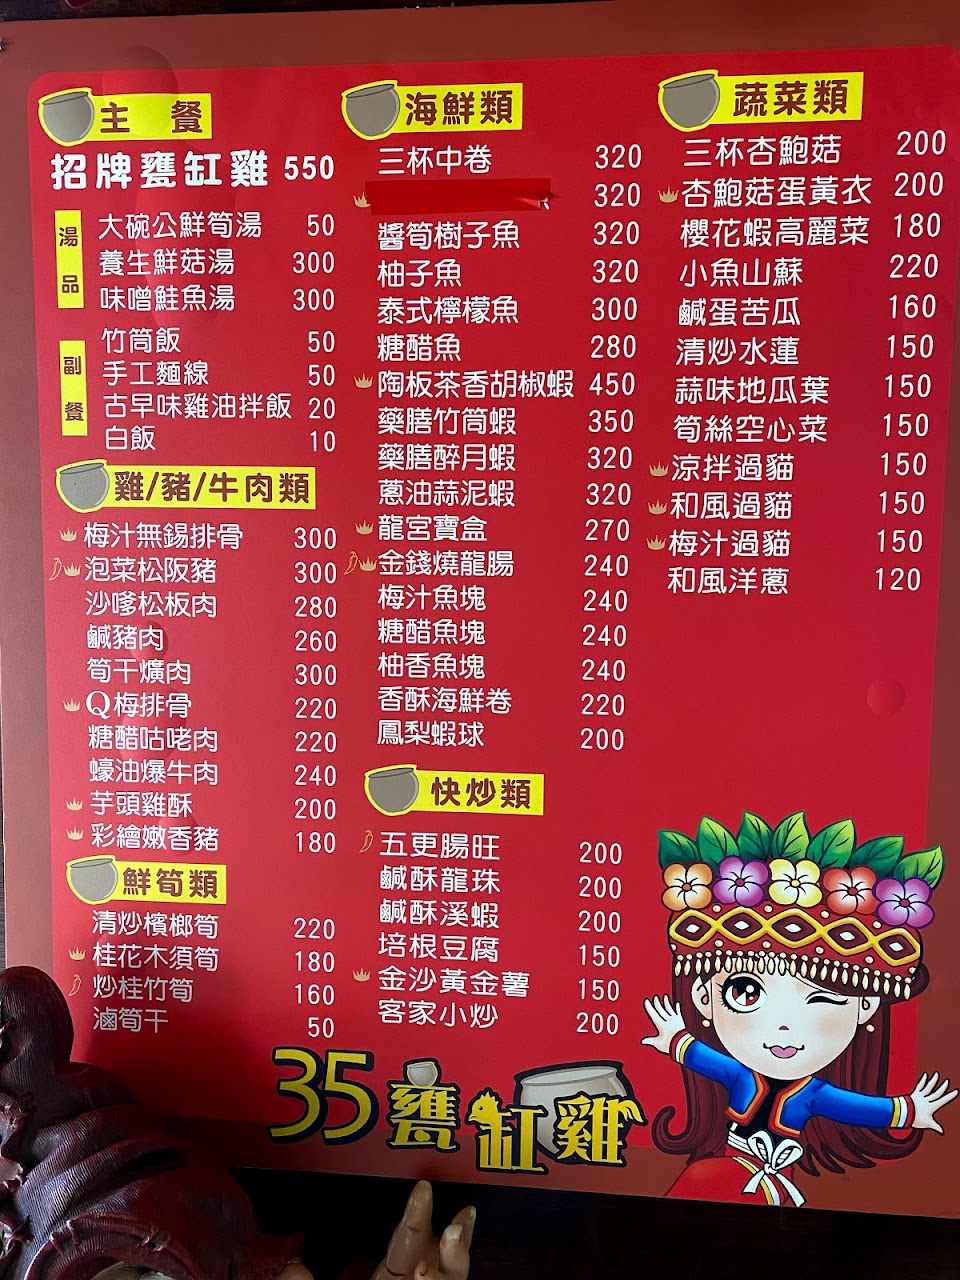 主 餐
招牌甕缸雞 550
湯品
大碗公鮮筍湯 50
養生鮮菇湯 300
味噌鮭魚湯 300
副餐
竹筒飯 50
手工麵線 50
古早味雞油拌飯 20
白飯 10
雞/豬/牛肉類
梅汁無錫排骨 300
泡菜松阪豬 300
沙嗲松板肉 280
鹹豬肉 260
筍干爌肉 300
Q梅排骨 220
糖醋咕咾肉 220
蠔油爆牛肉 240
芋頭雞酥 200
彩繪嫩香豬 180
鮮筍類
清炒檳榔筍 220
桂花木須筍 180
炒桂竹筍 160
滷筍干 50
海鮮類
三杯中卷 320
320
醬筍樹子魚 320
柚子魚 320
泰式檸檬魚 300
糖醋魚 280
陶板茶香胡椒蝦 450
藥膳竹筒蝦 350
藥膳醉月蝦 320
蔥油蒜泥蝦 320
龍宮寶盒 270
金錢燒龍腸 240
梅汁魚塊 240
糖醋魚塊 240
柚香魚塊 240
香酥海鮮卷 220
鳳梨蝦球 200
快炒類
五更腸旺 200
鹹酥龍珠 200
鹹酥溪蝦 200
培根豆腐 150
金沙黃金薯 150
客家小炒 200
蔬菜類
三杯杏鮑菇 200
杏鮑菇蛋黃衣 200
櫻花蝦高麗菜 180
小魚山蘇 220
鹹蛋苦瓜 160
清炒水蓮 150
蒜味地瓜葉 150
筍絲空心菜 150
涼拌過貓 150
和風過貓 150
梅汁過貓 150
和風洋蔥 120
35甕缸雞